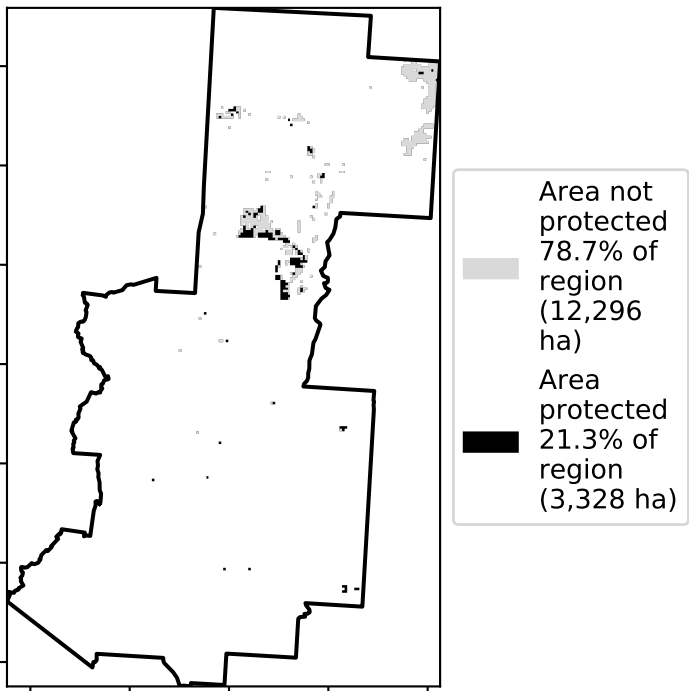 Area not
protected
78.7% of
region
(12,296
ha)
Area
protected
21.3% of
region
(3,328 ha)